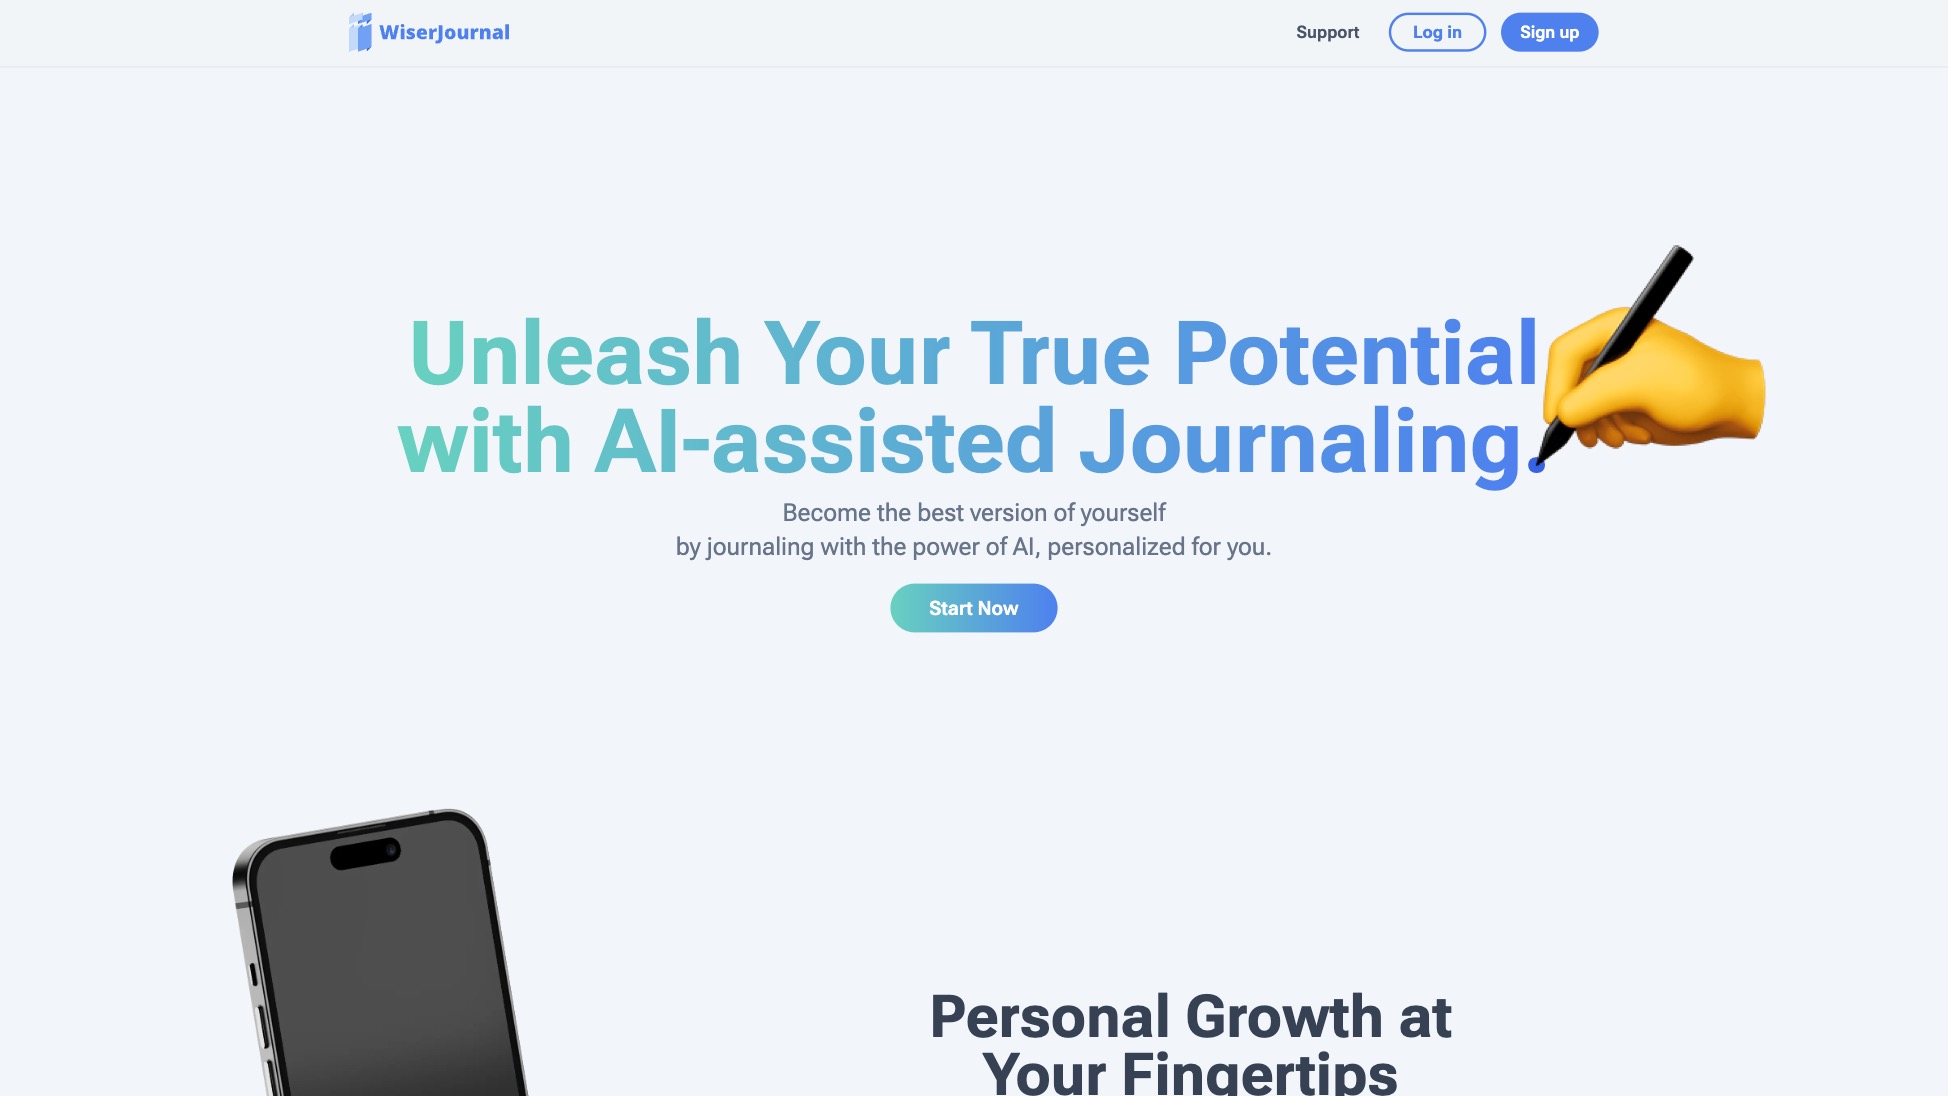 WiserJournal
Support
Log in
Sign up
Unleash Your True Potential
with AI-assisted Journaling.
Become the best version of yourself
by journaling with the power of AI, personalized for you.
Start Now
Personal Growth at
Your Fingertips